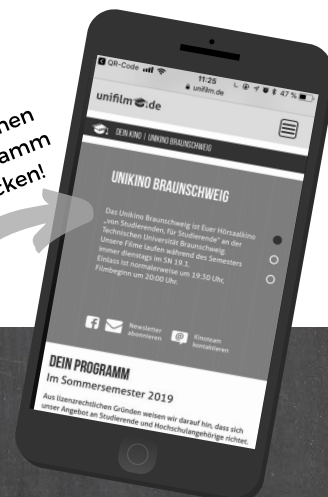 nen
amm
cken!
QR-Code
11:25
47 %
unifilm.de
unifilm.de
DEIN KINO | UNIKINO BRAUNSCHWEIG
UNIKINO BRAUNSCHWEIG
Das Unikino Braunschweig ist Euer Hörsaalkino
„von Studierenden, für Studierende" an der
Technischen Universität Braunschweig.
Unsere Filme laufen während des Semesters
immer dienstags im SN 19.1.
Einlass ist normalerweise um 19:30 Uhr,
Filmbeginn um 20:00 Uhr.
Newsletter
abonnieren
Kinoteam
kontaktieren
DEIN PROGRAMM
Im Sommersemester 2019
Aus lizenzrechtlichen Gründen weisen wir darauf hin, dass sich
unser Angebot an Studierende und Hochschulangehörige richtet.